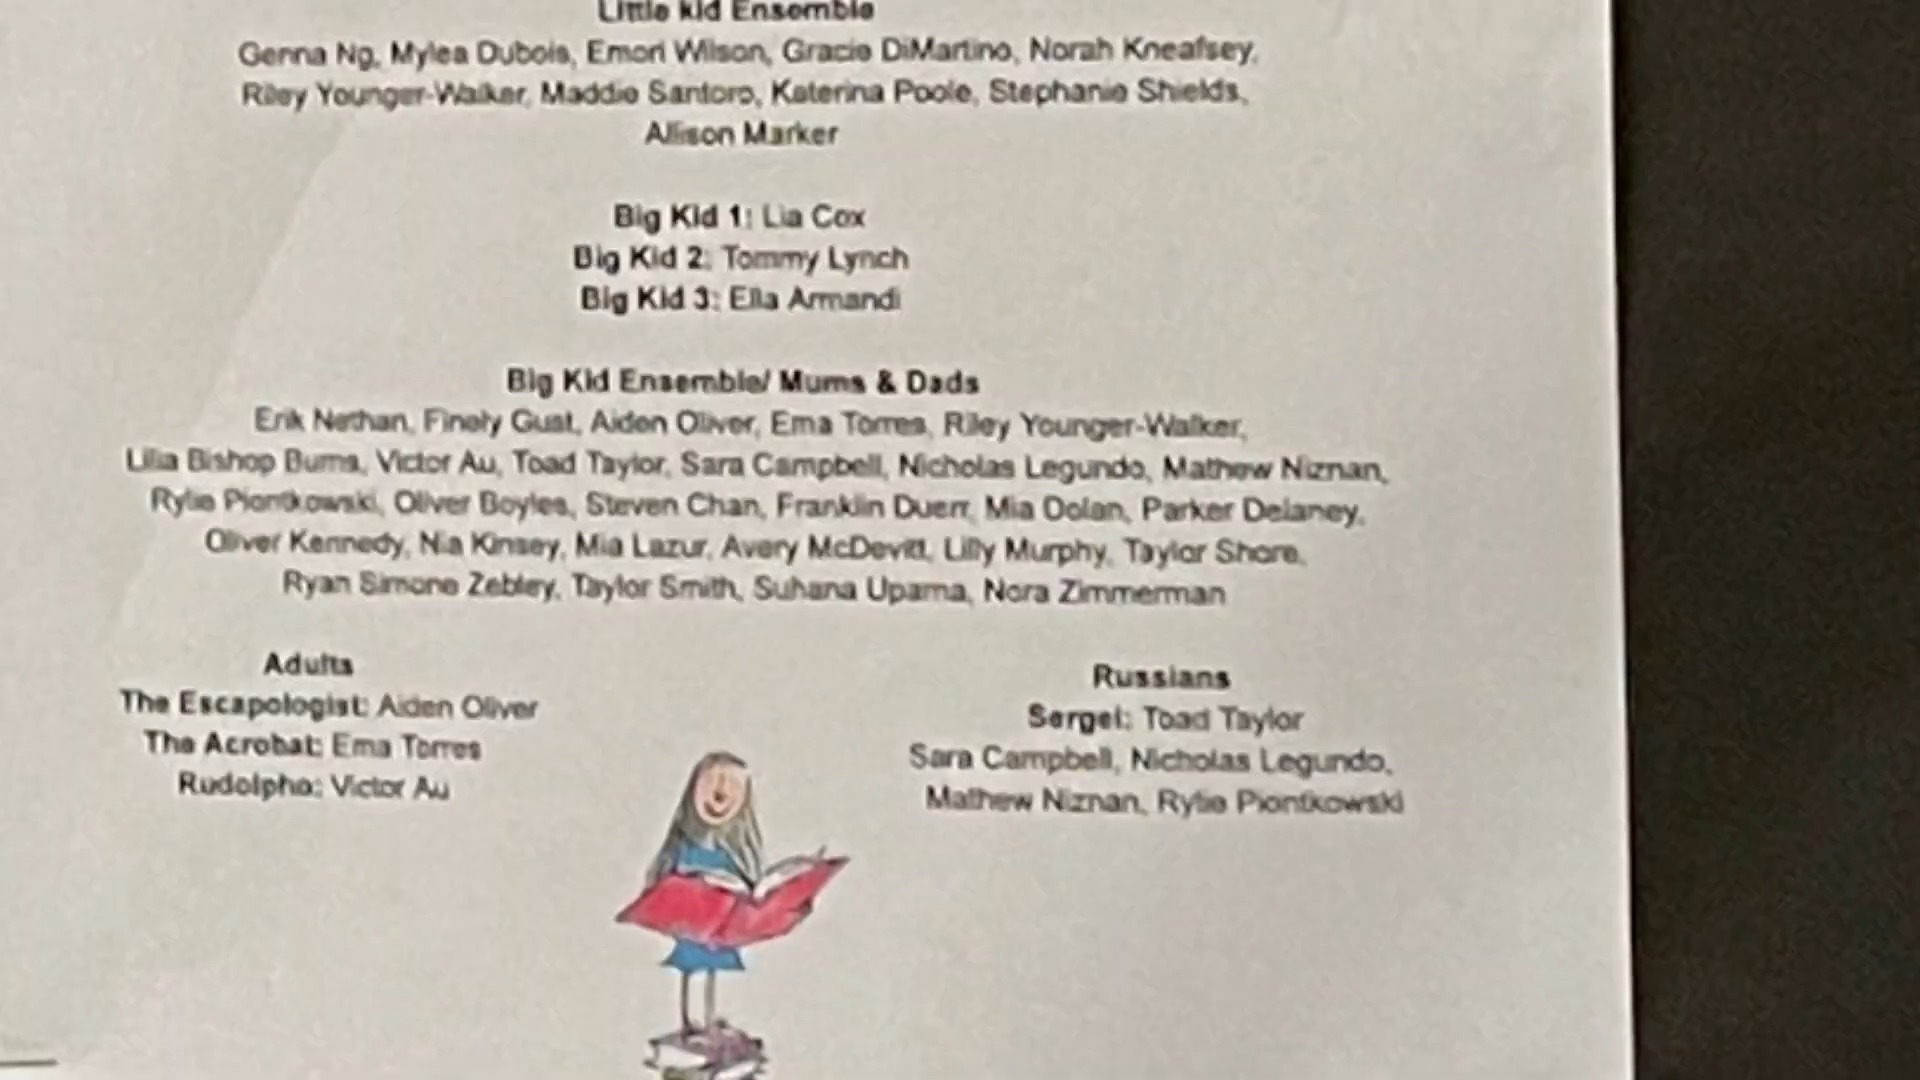 Little kid Ensemble
Genna Ng, Mylea Dubois, Emori Wilson, Gracie DiMartino, Norah Kneafsey,
Riley Younger-Walker, Maddie Santoro, Katerina Poole, Stephanie Shields,
Allison Marker
Big Kid 1: Lia Cox
Big Kid 2: Tommy Lynch
Big Kid 3: Ella Armandi
Big Kid Ensemble/ Mums & Dads
Erik Nethan, Finely Gust, Aiden Oliver, Ema Torres, Riley Younger-Walker,
Lilia Bishop Burns, Victor Au, Toad Taylor, Sara Campbell, Nicholas Legundo, Mathew Niznan,
Rylie Piontkowski, Oliver Boyles, Steven Chan, Franklin Duerr, Mia Dolan, Parker Delaney,
Oliver Kennedy, Nia Kinsey, Mia Lazur, Avery McDevitt, Lilly Murphy, Taylor Shore,
Ryan Simone Zebley, Taylor Smith, Suhana Uparna, Nora Zimmerman
Adults
The Escapologist: Aiden Oliver
The Acrobat: Ema Torres
Rudolpho: Victor Au
Russians
Sergei: Toad Taylor
Sara Campbell, Nicholas Legundo,
Mathew Niznan, Rylie Piontkowski